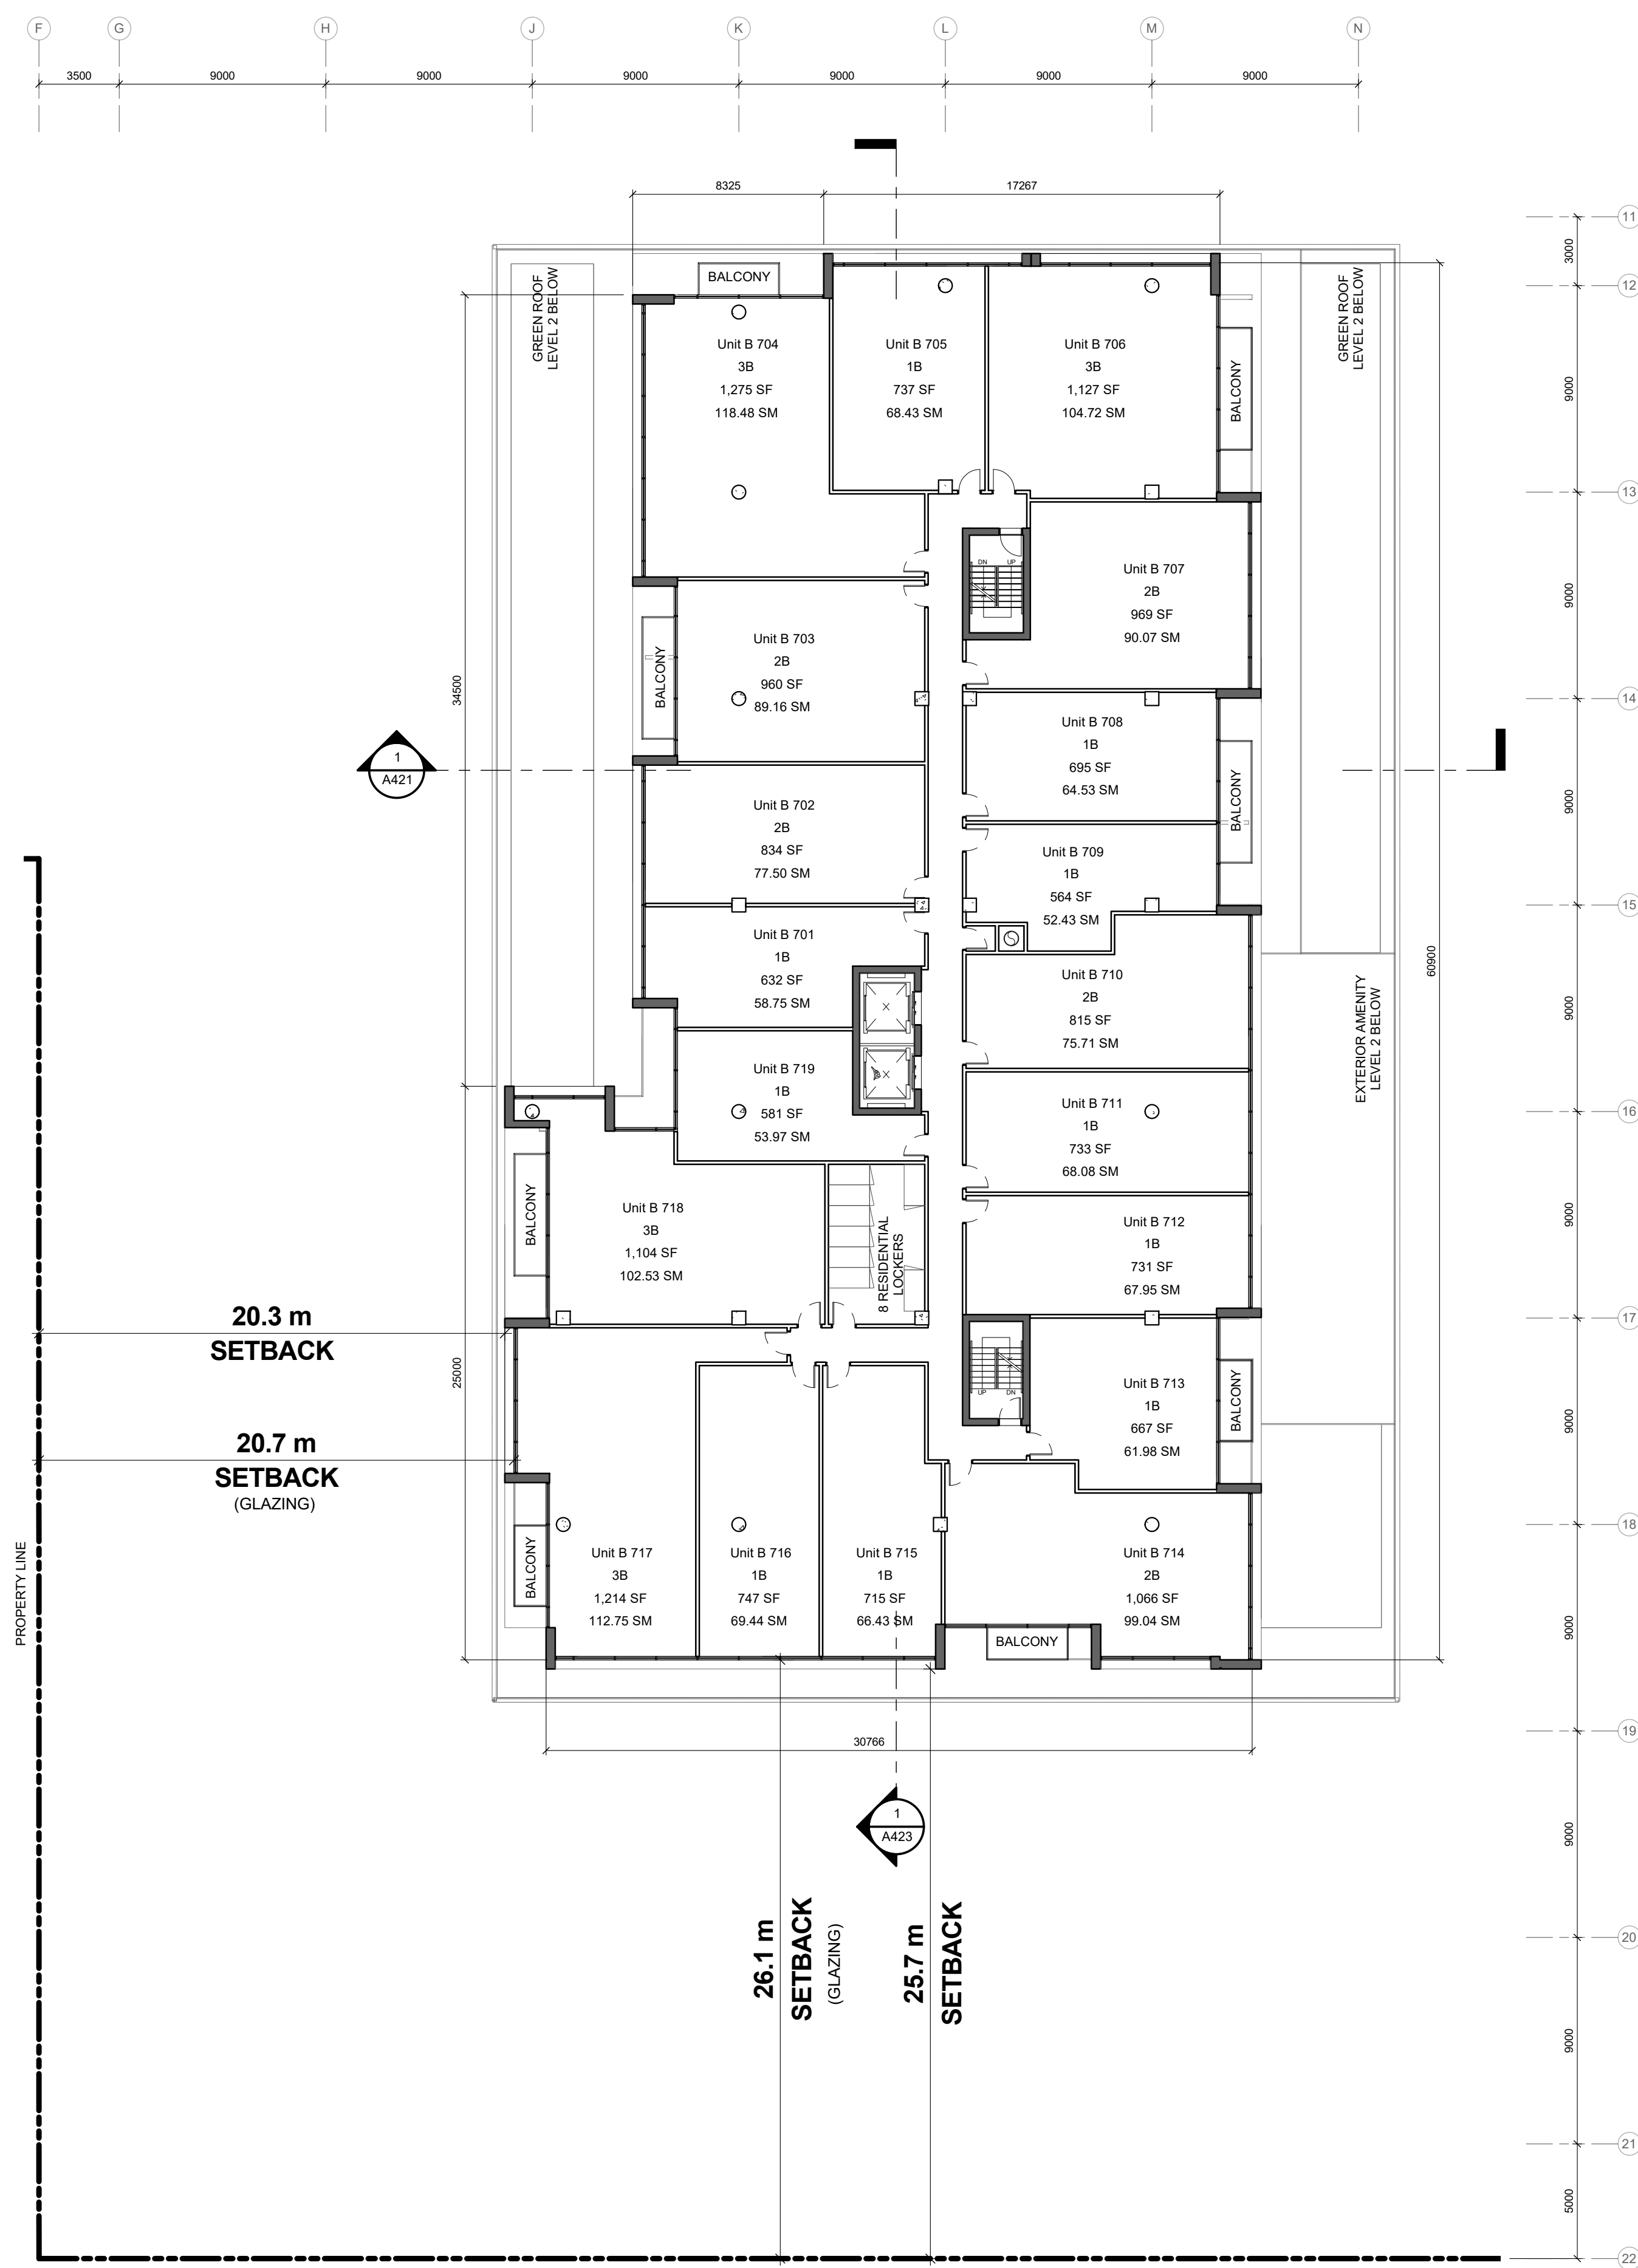 F
G
H
J
K
L
M
N
3500
9000
9000
9000
9000
9000
9000
8325
17267
11
3000
12
9000
13
9000
14
9000
15
9000
16
9000
17
9000
18
9000
19
9000
20
9000
21
5000
22
GREEN ROOF
LEVEL 2 BELOW
BALCONY
Unit B 704
3B
1,275 SF
118.48 SM
Unit B 705
1B
737 SF
68.43 SM
Unit B 706
3B
1,127 SF
104.72 SM
BALCONY
GREEN ROOF
LEVEL 2 BELOW
DN
UP
Unit B 707
2B
969 SF
90.07 SM
34500
BALCONY
Unit B 703
2B
960 SF
89.16 SM
1
A421
Unit B 708
1B
695 SF
64.53 SM
BALCONY
Unit B 702
2B
834 SF
77.50 SM
Unit B 709
1B
564 SF
52.43 SM
Unit B 701
1B
632 SF
58.75 SM
Unit B 710
2B
815 SF
75.71 SM
60900
EXTERIOR AMENITY
LEVEL 2 BELOW
Unit B 719
1B
581 SF
53.97 SM
Unit B 711
1B
733 SF
68.08 SM
BALCONY
Unit B 718
3B
1,104 SF
102.53 SM
8 RESIDENTIAL
LOCKERS
Unit B 712
1B
731 SF
67.95 SM
20.3 m
SETBACK
25000
UP
DN
Unit B 713
1B
667 SF
61.98 SM
BALCONY
20.7 m
SETBACK
(GLAZING)
PROPERTY LINE
BALCONY
Unit B 717
3B
1,214 SF
112.75 SM
Unit B 716
1B
747 SF
69.44 SM
Unit B 715
1B
715 SF
66.43 SM
Unit B 714
2B
1,066 SF
99.04 SM
BALCONY
30766
1
A423
26.1 m
SETBACK
(GLAZING)
25.7 m
SETBACK